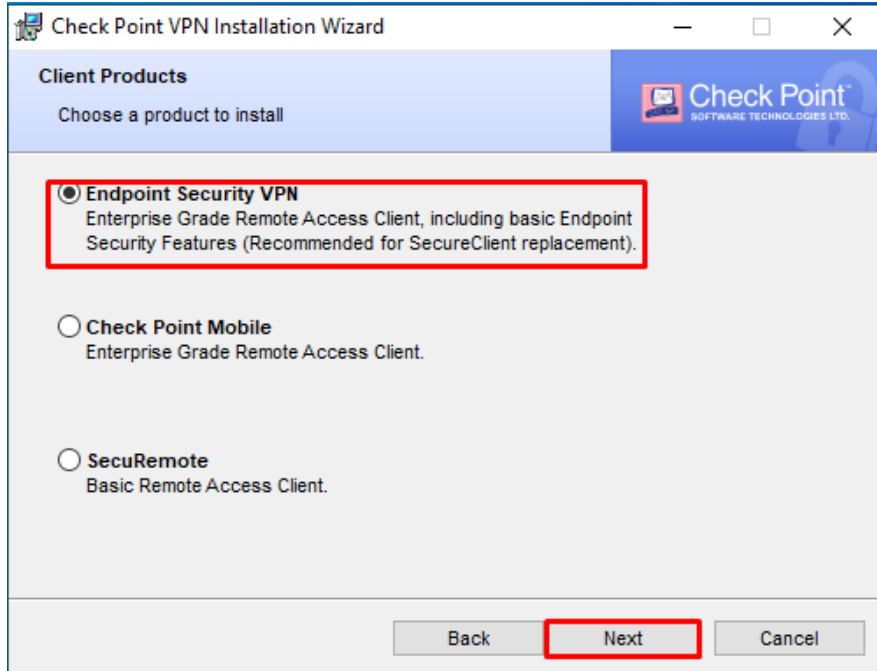 Check Point VPN Installation Wizard
Client Products
Choose a product to install
Check Point™
SOFTWARE TECHNOLOGIES LTD.
Endpoint Security VPN
Enterprise Grade Remote Access Client, including basic Endpoint
Security Features (Recommended for SecureClient replacement).
Check Point Mobile
Enterprise Grade Remote Access Client.
SecuRemote
Basic Remote Access Client.
Back
Next
Cancel